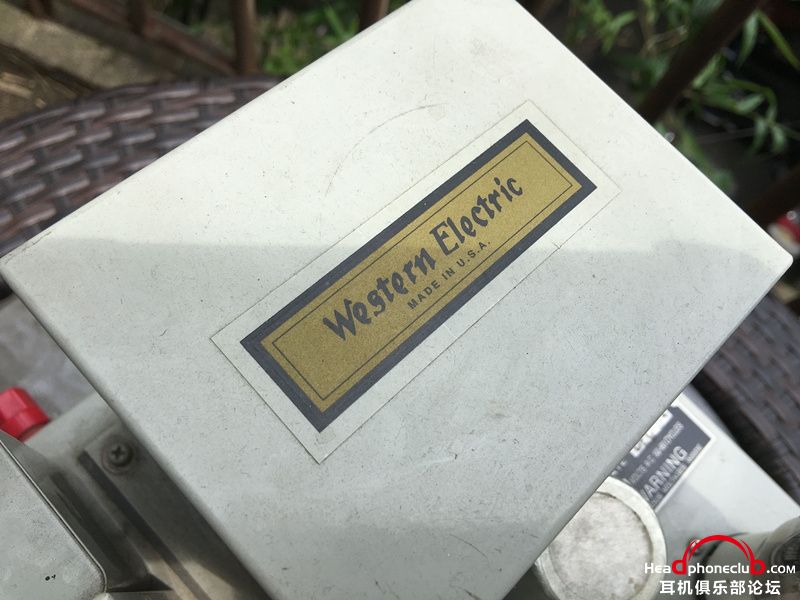 Western Electric
MADE IN U.S.A.
WARNING
Headphoneclub.com
耳机俱乐部论坛